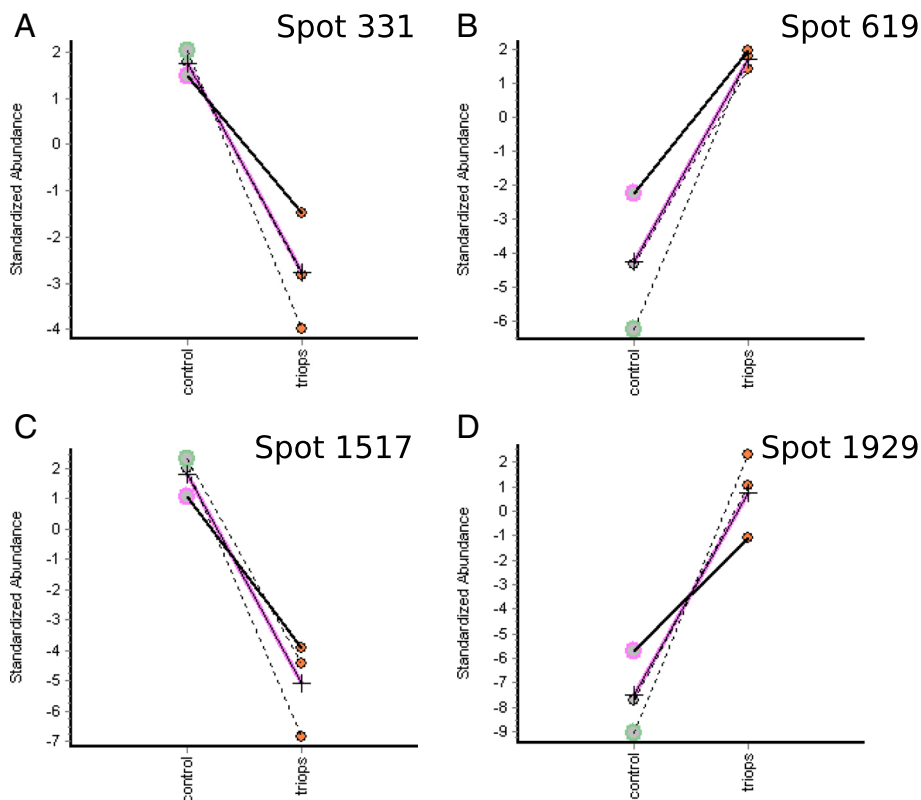 A
Spot 331
2
1
0
-1
-2
-3
-4
Standardized Abundance
control
triops
B
Spot 619
2
1
0
-1
-2
-3
-4
-5
-6
Standardized Abundance
control
triops
C
Spot 1517
2
1
0
-1
-2
-3
-4
-5
-6
-7
Standardized Abundance
control
triops
D
Spot 1929
2
1
0
-1
-2
-3
-4
-5
-6
-7
-8
-9
Standardized Abundance
control
triops